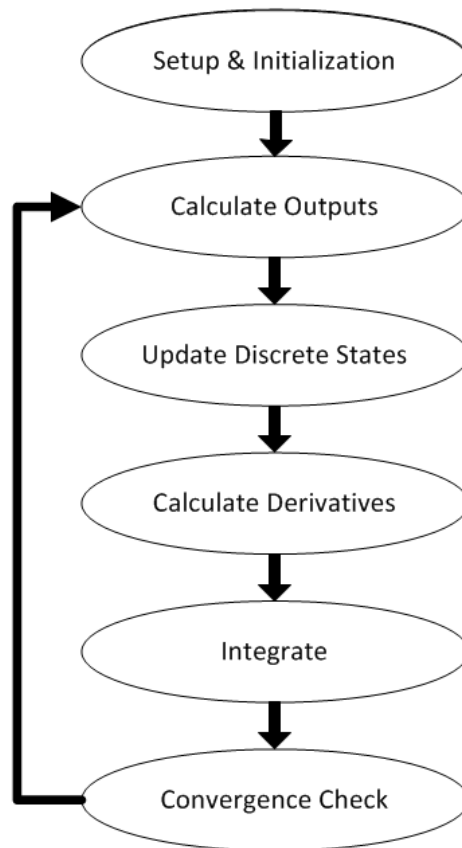 Setup & Initialization
Calculate Outputs
Update Discrete States
Calculate Derivatives
Integrate
Convergence Check